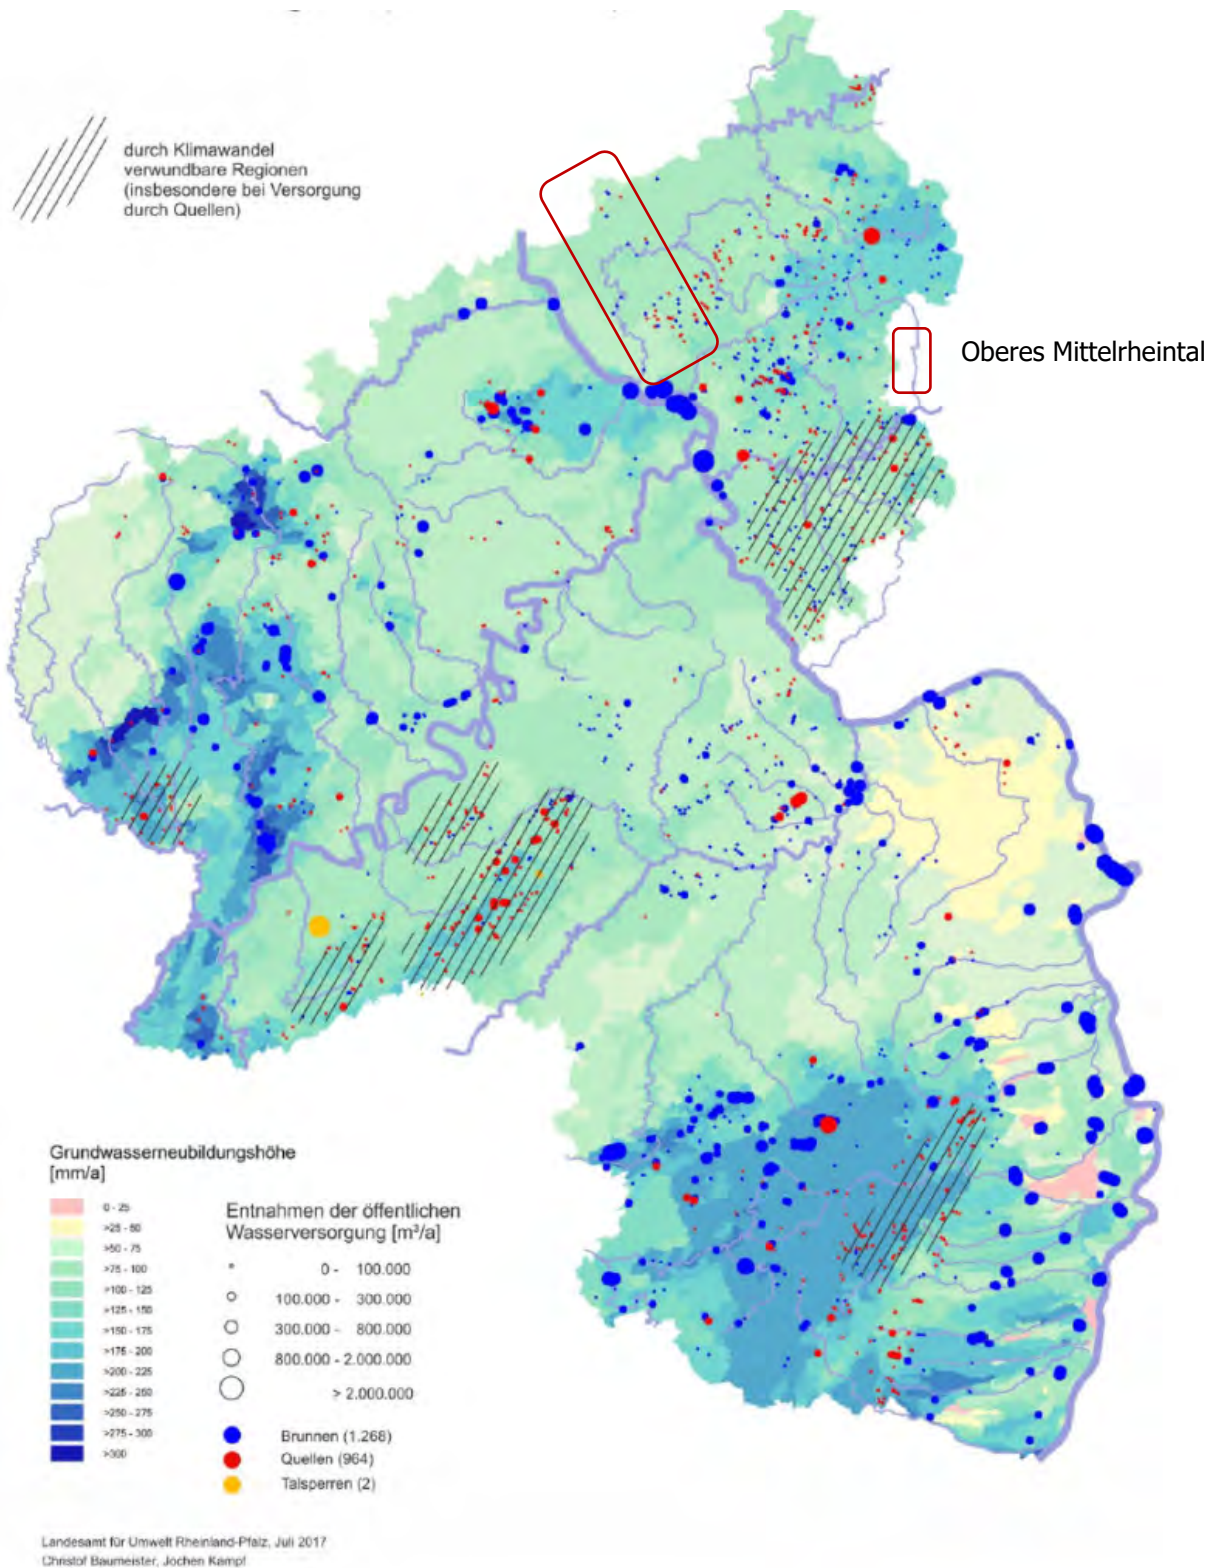 durch Klimawandel
verwundbare Regionen
(insbesondere bei Versorgung
durch Quellen)
Oberes Mittelrheintal
Grundwasserneubildungshöhe
[mm/a]
0 - 25
>25 - 50
>50 - 75
>75 - 100
>100 - 125
>125 - 150
>150 - 175
>175 - 200
>200 - 225
>225 - 250
>250 - 275
>275 - 300
>300
Entnahmen der öffentlichen
Wasserversorgung [m³/a]
0 - 100.000
100.000 - 300.000
300.000 - 800.000
800.000 - 2.000.000
> 2.000.000
Brunnen (1.268)
Quellen (964)
Talsperren (2)
Landesamt für Umwelt Rheinland-Pfalz, Juli 2017
Christof Baumeister, Jochen Kampf